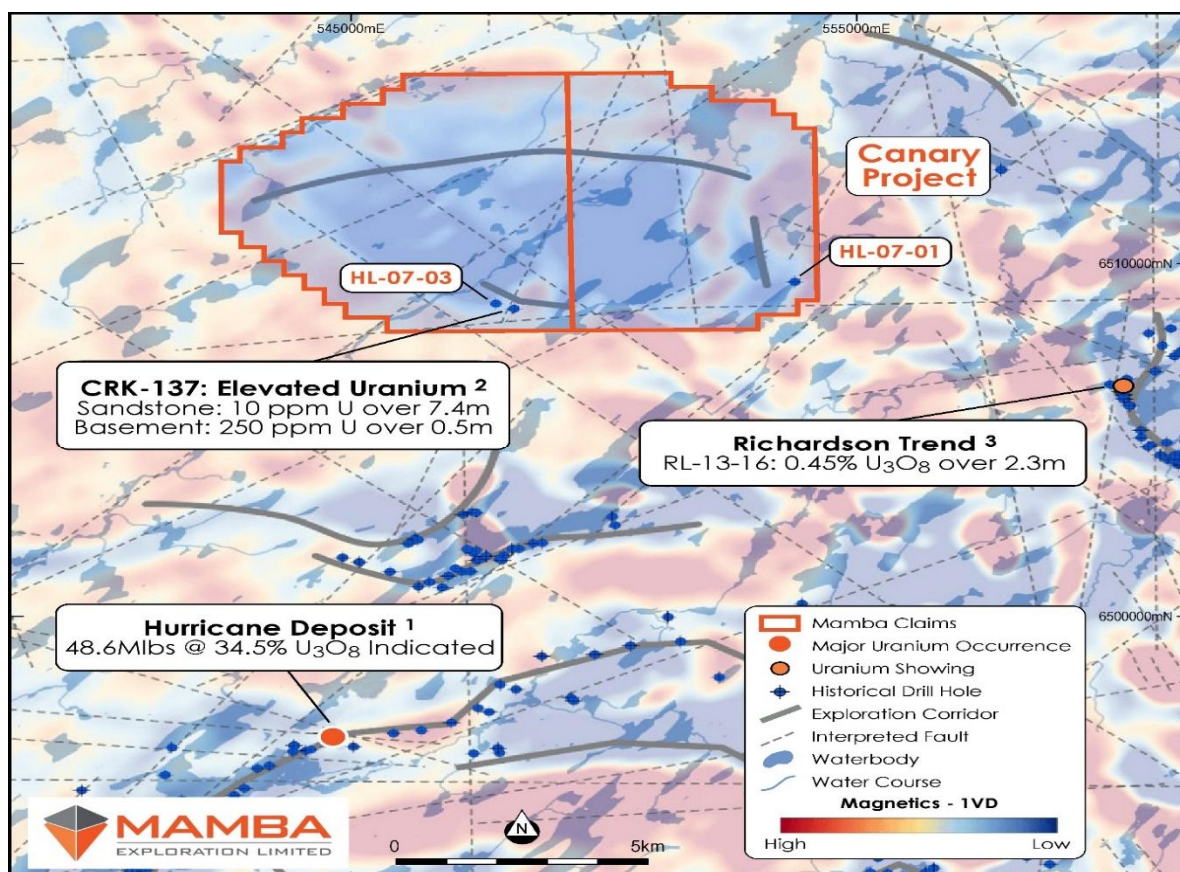 545000mE
555000mE
Canary
Project
HL-07-01
HL-07-03
6510000mN
CRK-137: Elevated Uranium ²
Sandstone: 10 ppm U over 7.4m
Basement: 250 ppm U over 0.5m
Richardson Trend ³
RL-13-16: 0.45% U₃O₈ over 2.3m
Hurricane Deposit ¹
48.6Mlbs @ 34.5% U₃O₈ Indicated
6500000mN
Mamba Claims
Major Uranium Occurrence
Uranium Showing
Historical Drill Hole
Exploration Corridor
Interpreted Fault
Waterbody
Water Course
Magnetics - 1VD
High
Low
MAMBA
EXPLORATION LIMITED
N
0
5km